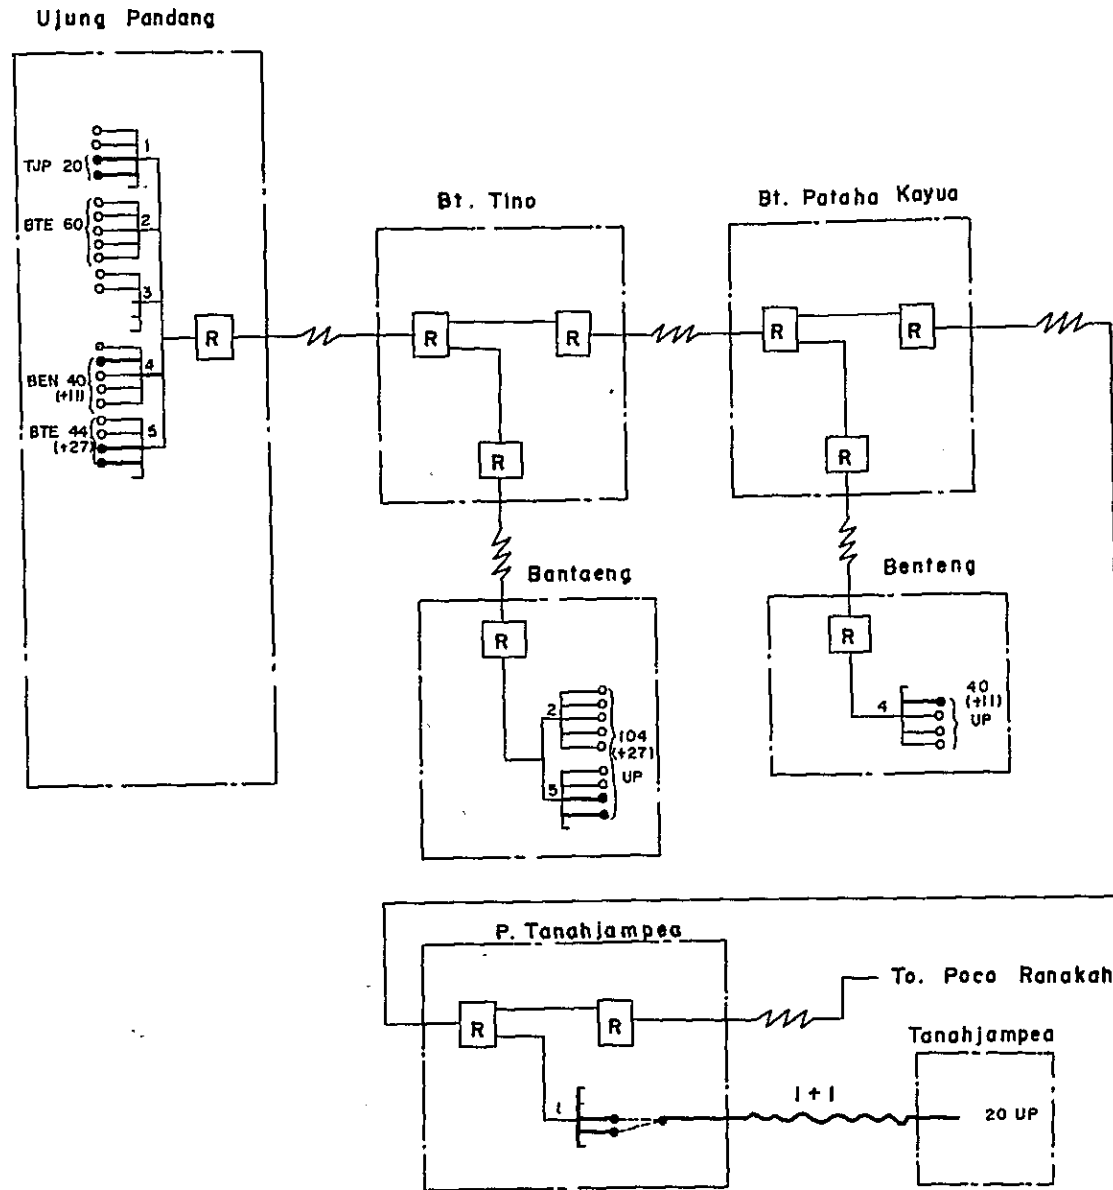 Ujung Pandang
1
TJP 20
BTE 60
2
3
R
4
BEN 40
(+11)
BTE 44
(+27)
5
Bt. Tino
R
R
R
Bt. Pataha Kayua
R
R
R
Bantaeng
R
2
104
(+27)
UP
5
Benteng
R
4
40
(+11)
UP
P. Tanahjampea
R
R
1
To. Poco Ranakah
Tanahjampea
1+1
20 UP